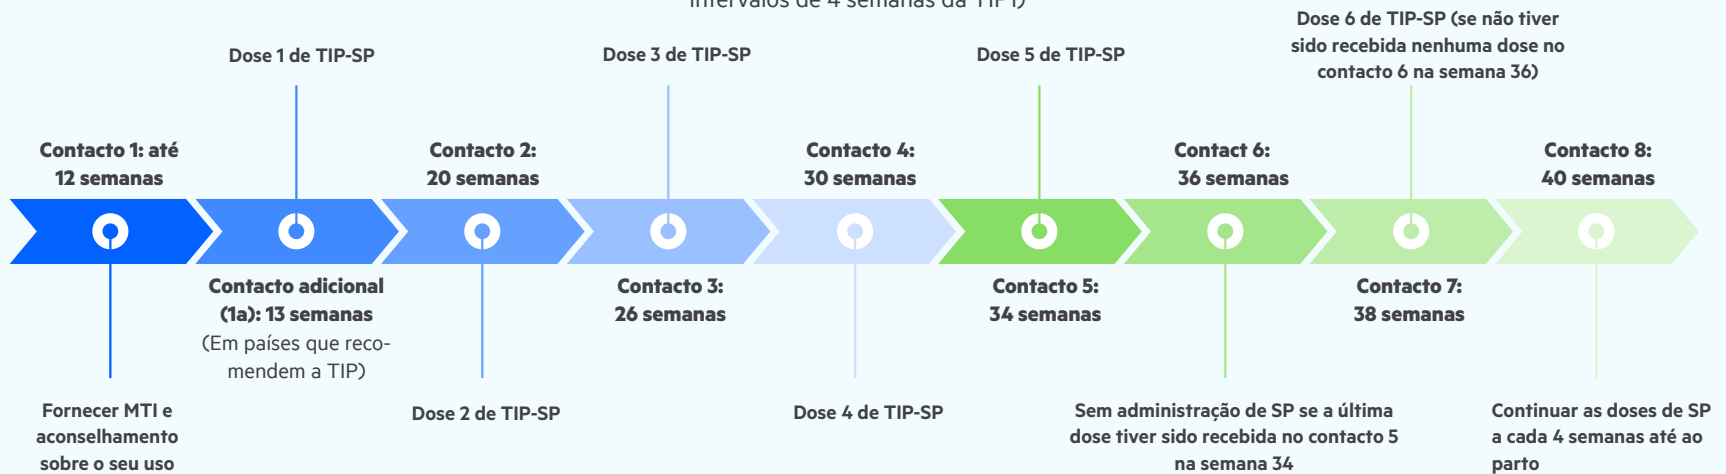 intervalos de 4 semanas da TIPI)
Dose 6 de TIP-SP (se não tiver
sido recebida nenhuma dose no
contacto 6 na semana 36)
Dose 1 de TIP-SP
Dose 3 de TIP-SP
Dose 5 de TIP-SP
Contacto 1: até
12 semanas
Contacto 2:
20 semanas
Contacto 4:
30 semanas
Contact 6:
36 semanas
Contacto 8:
40 semanas
Contacto adicional
(1a): 13 semanas
(Em países que reco-
mendem a TIP)
Contacto 3:
26 semanas
Contacto 5:
34 semanas
Contacto 7:
38 semanas
Fornecer MTI e
aconselhamento
sobre o seu uso
Dose 2 de TIP-SP
Dose 4 de TIP-SP
Sem administração de SP se a última
dose tiver sido recebida no contacto 5
na semana 34
Continuar as doses de SP
a cada 4 semanas até ao
parto